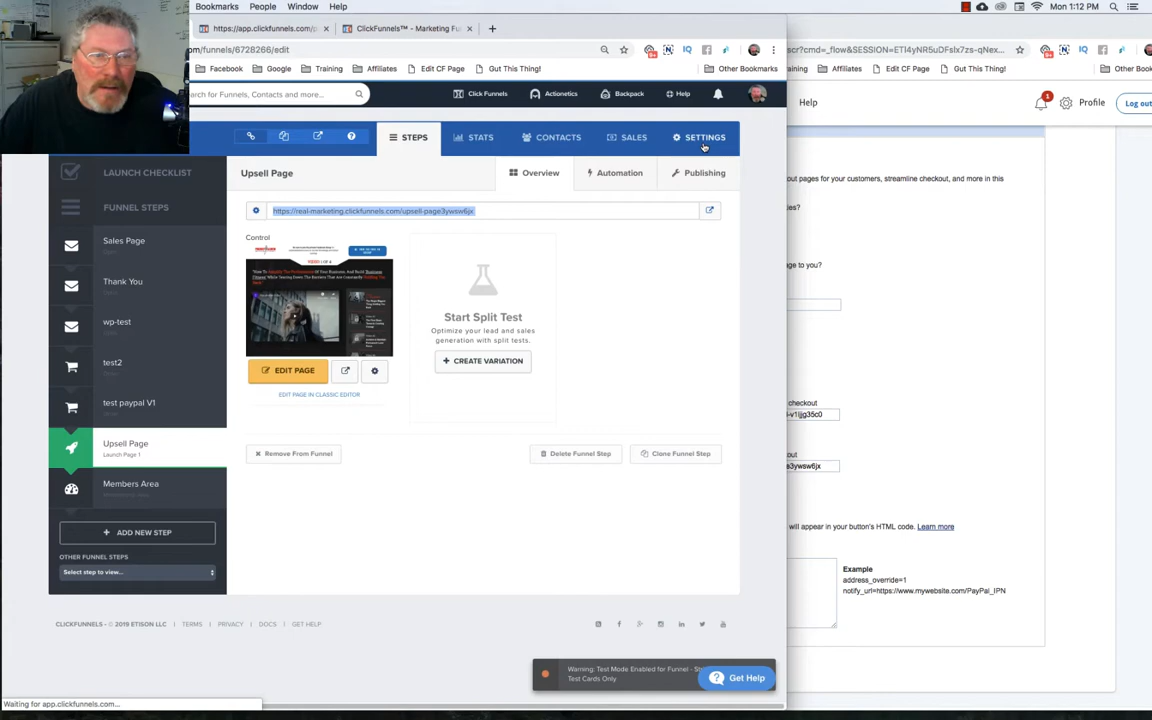 Bookmarks People Window Help
Mon 1:12 PM
https://app.clickfunnels.com/p
ClickFunnels™ - Marketing Fu
om/funnels/6728266/edit
scr?cmd=_flow&SESSION=
Facebook Google Training Affiliates Edit CF Page Gut This Thing! Other Bookmarks
aining Affiliates Edit CF Page Gut This Thing! Other Bo
earch for Funnels, Contacts and more...
Click Funnels Actionetics Backpack Help
Help
1
Profile
Log out
STEPS STATS CONTACTS SALES SETTINGS
LAUNCH CHECKLIST
Upsell Page
Overview Automation Publishing
FUNNEL STEPS
https://real-marketing.clickfunnels.com/upsell-page3ywsw6jx
out pages for your customers, streamline checkout, and more in this
ies?
Sales Page
Control
Thank You
wp-test
test2
test paypal V1
Upsell Page
Launch Page 1
Members Area
ADD NEW STEP
OTHER FUNNEL STEPS
Select step to view...
VIDEO 1 OF 4
Start Split Test
Optimize your lead and sales
generation with split tests.
CREATE VARIATION
EDIT PAGE
EDIT PAGE IN CLASSIC EDITOR
Remove From Funnel Delete Funnel Step Clone Funnel Step
age to you?
checkout
out
e3ywsw6jx
will appear in your button's HTML code. Learn more
Example
address_override=1
notify_url=https://www.mywebsite.com/PayPal_IPN
CLICKFUNNELS - © 2019 ETISON LLC | TERMS | PRIVACY | DOCS | GET HELP
Warning: Test Mode Enabled for Funnel
Test Cards Only
Get Help
Waiting for app.clickfunnels.com...